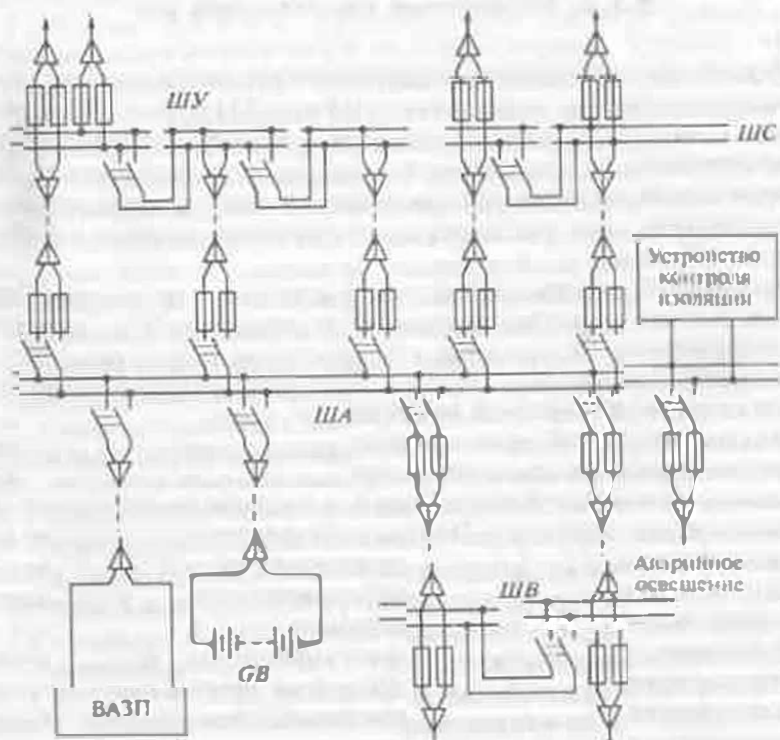 ШУ
ШС
Устройство
контроля
изоляции
ША
Аварийное
освещение
ШВ
GB
ВАЗП